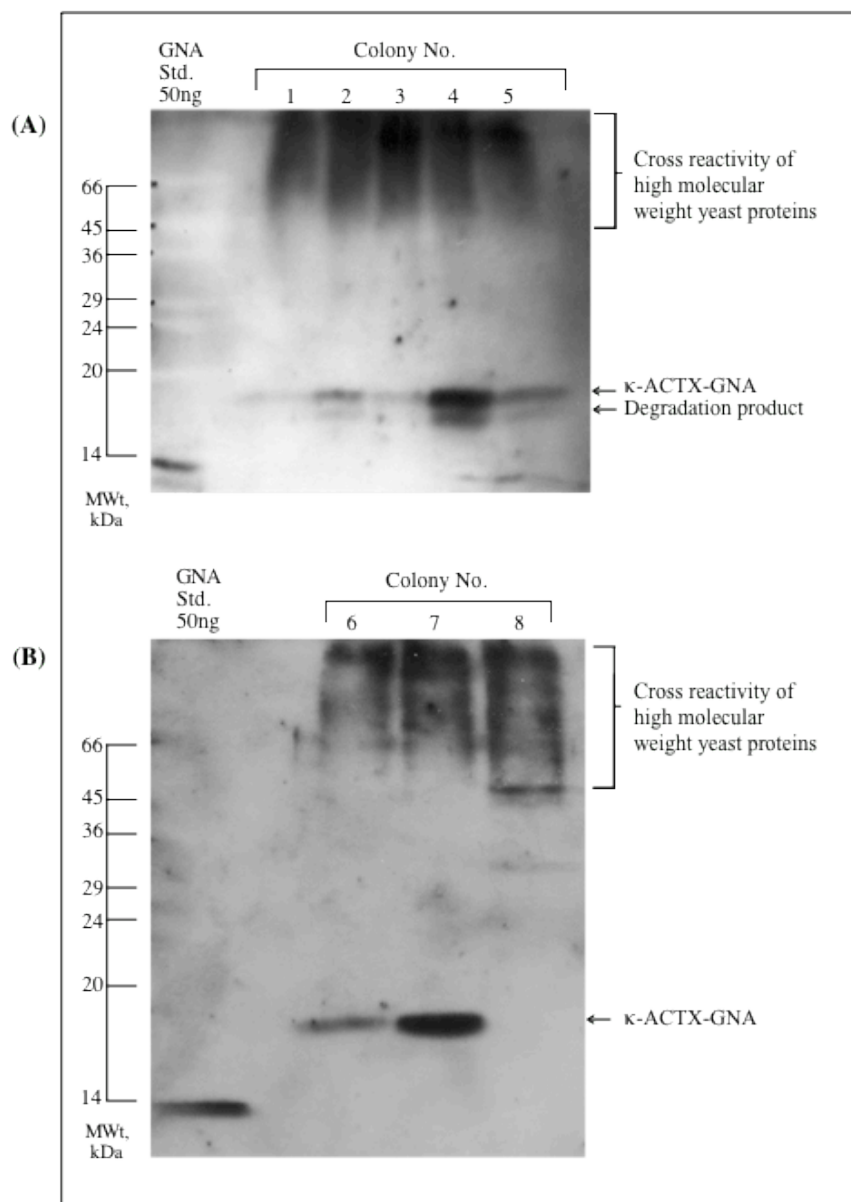 GNA
Std.
50ng
Colony No.
1 2 3 4 5
(A)
66
45
36
29
24
20
14
MWt,
kDa
Cross reactivity of
high molecular
weight yeast proteins
κ-ACTX-GNA
Degradation product
GNA
Std.
50ng
Colony No.
6 7 8
(B)
66
45
36
29
24
20
14
MWt,
kDa
Cross reactivity of
high molecular
weight yeast proteins
κ-ACTX-GNA